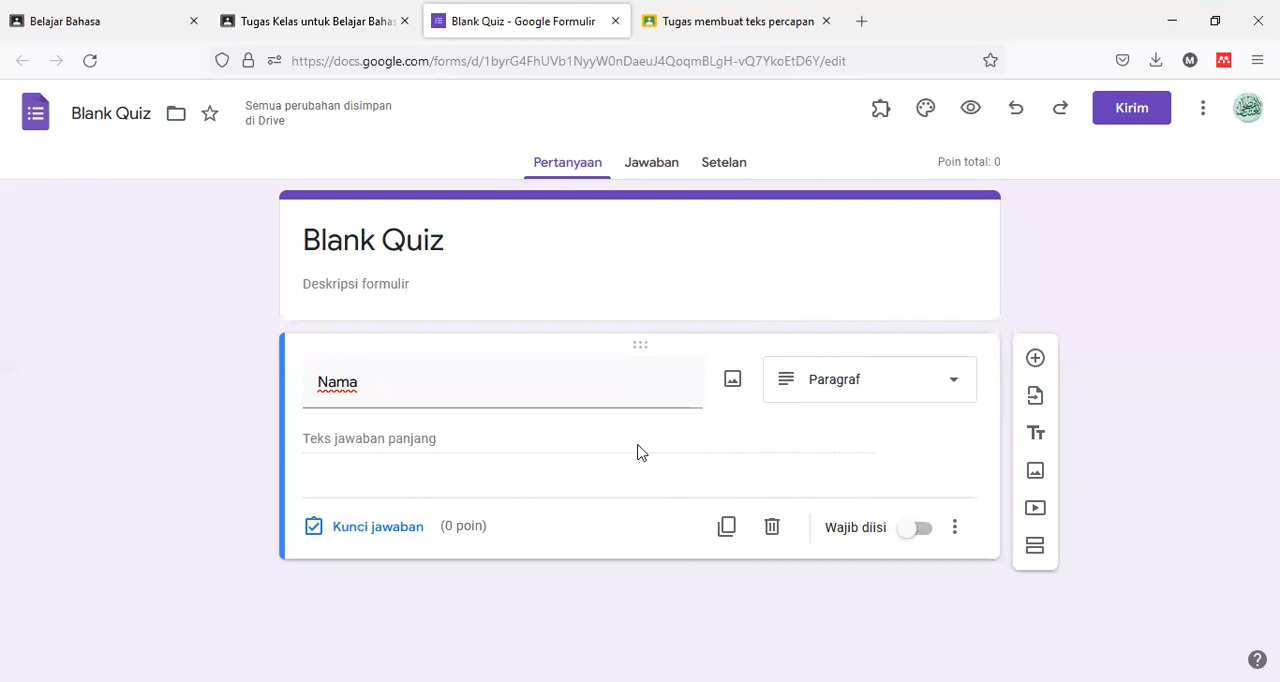 Belajar Bahasa
Tugas Kelas untuk Belajar Bahas
Blank Quiz - Google Formulir
Tugas membuat teks percapan
https://docs.google.com/forms/d/1byrG4FhUVb1NyyW0nDaeuJ4QoqmBLgH-vQ7YkoEtD6Y/edit
M
Blank Quiz
Semua perubahan disimpan
di Drive
Kirim
Pertanyaan
Jawaban
Setelan
Poin total: 0
Blank Quiz
Deskripsi formulir
Nama
Paragraf
Teks jawaban panjang
Kunci jawaban
(0 poin)
Wajib diisi